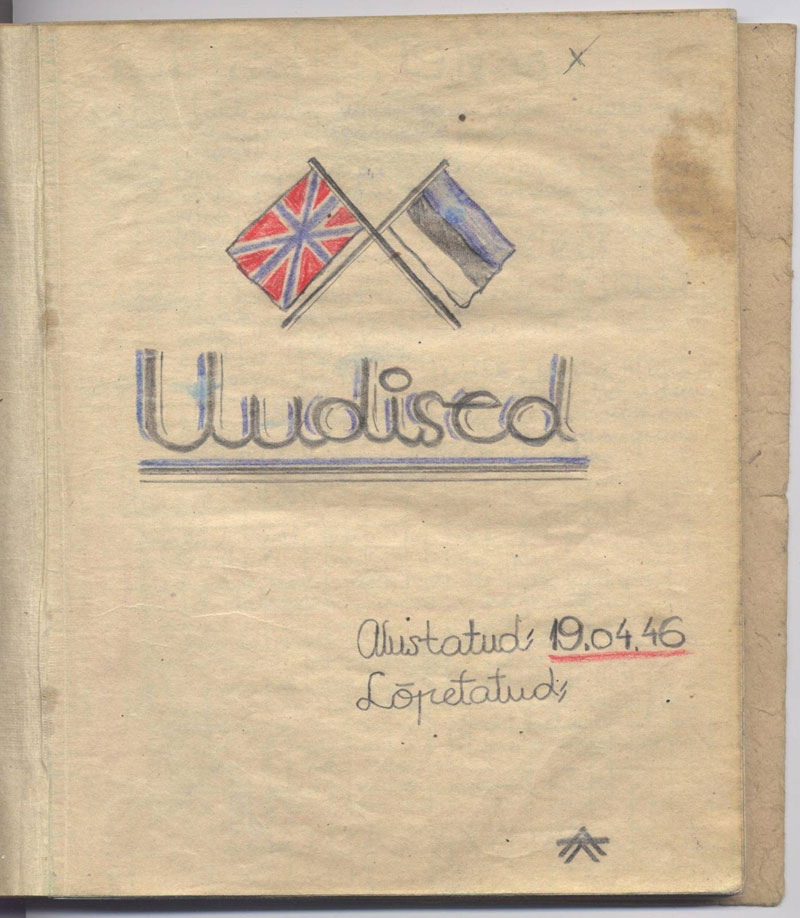 X
Uudised
Alustatud: 19.04.46
Lõpetatud: